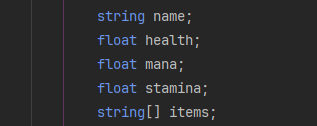 string name;
float health;
float mana;
float stamina;
string[] items;